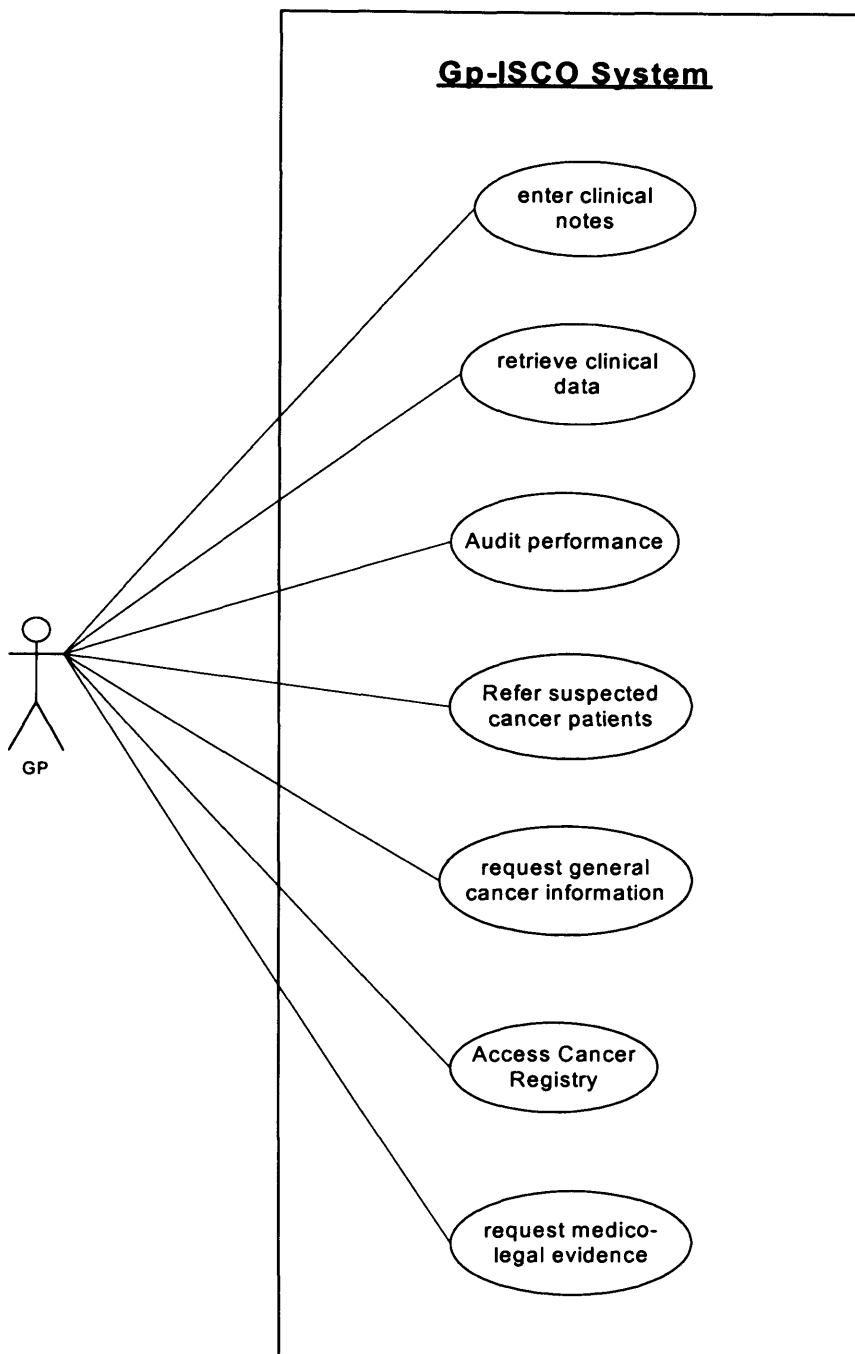 Gp-ISCO System
enter clinical
notes
retrieve clinical
data
Audit performance
Refer suspected
cancer patients
GP
request general
cancer information
Access Cancer
Registry
request medico-
legal evidence